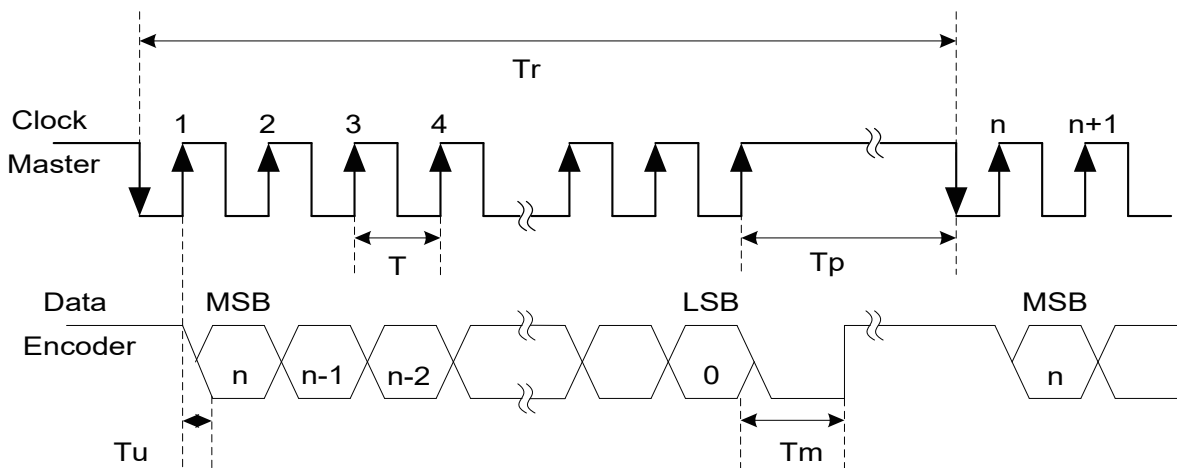 Tr
Clock
Master
1 2 3 4 n n+1
T
Tp
Data
Encoder
MSB LSB MSB
n n-1 n-2 0 n
Tu
Tm